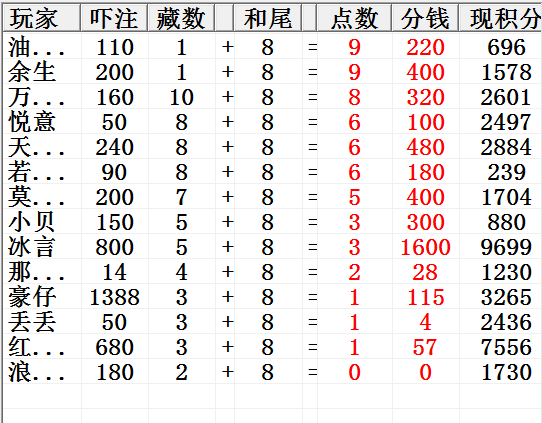 玩家 吓注 藏数 和尾 点数 分钱 现积分
油... 110 1 + 8 = 9 220 696
余生 200 1 + 8 = 9 400 1578
万... 160 10 + 8 = 8 320 2601
悦意 50 8 + 8 = 6 100 2497
天... 240 8 + 8 = 6 480 2884
若... 90 8 + 8 = 6 180 239
莫... 200 7 + 8 = 5 400 1704
小贝 150 5 + 8 = 3 300 880
冰言 800 5 + 8 = 3 1600 9699
那... 14 4 + 8 = 2 28 1230
豪仔 1388 3 + 8 = 1 115 3265
丢丢 50 3 + 8 = 1 4 2436
红... 680 3 + 8 = 1 57 7556
浪... 180 2 + 8 = 0 0 1730